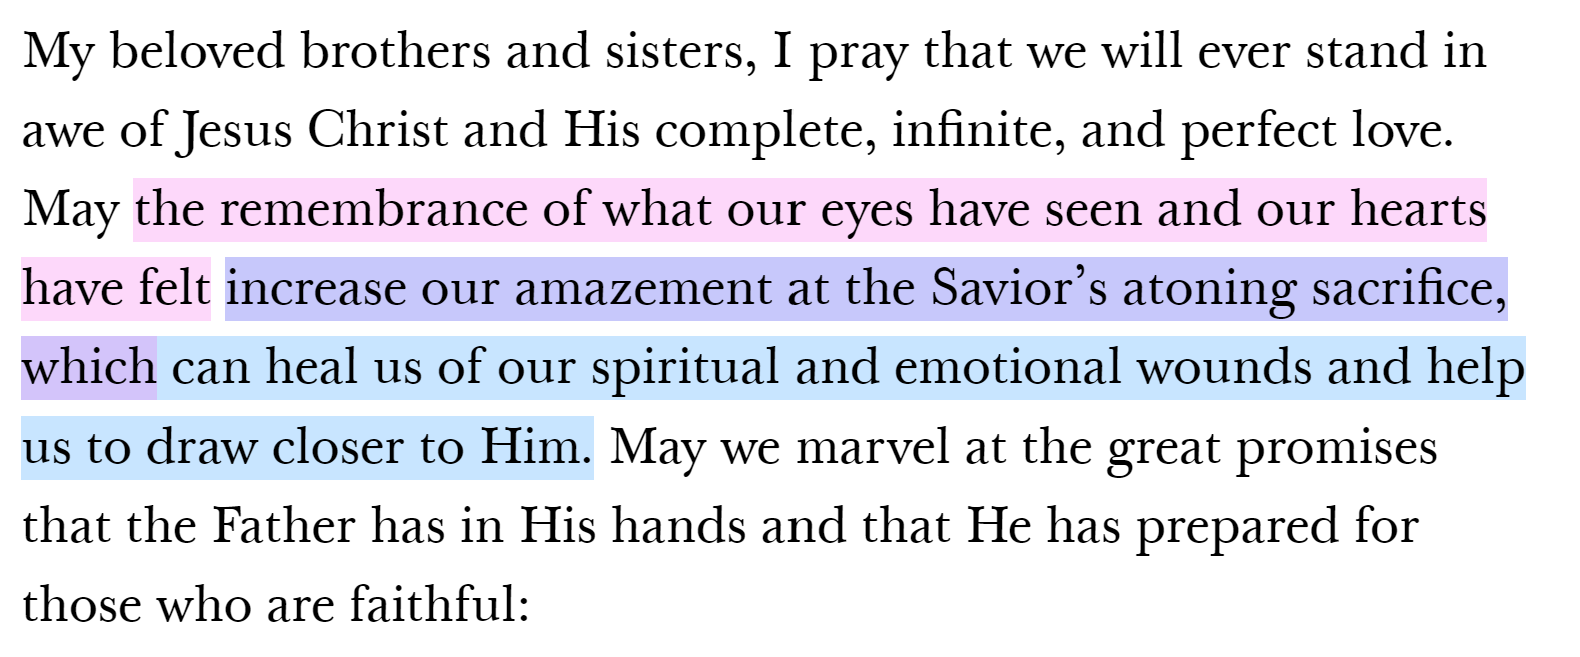 My beloved brothers and sisters, I pray that we will ever stand in
awe of Jesus Christ and His complete, infinite, and perfect love.
May the remembrance of what our eyes have seen and our hearts
have felt increase our amazement at the Savior’s atoning sacrifice,
which can heal us of our spiritual and emotional wounds and help
us to draw closer to Him. May we marvel at the great promises
that the Father has in His hands and that He has prepared for
those who are faithful: